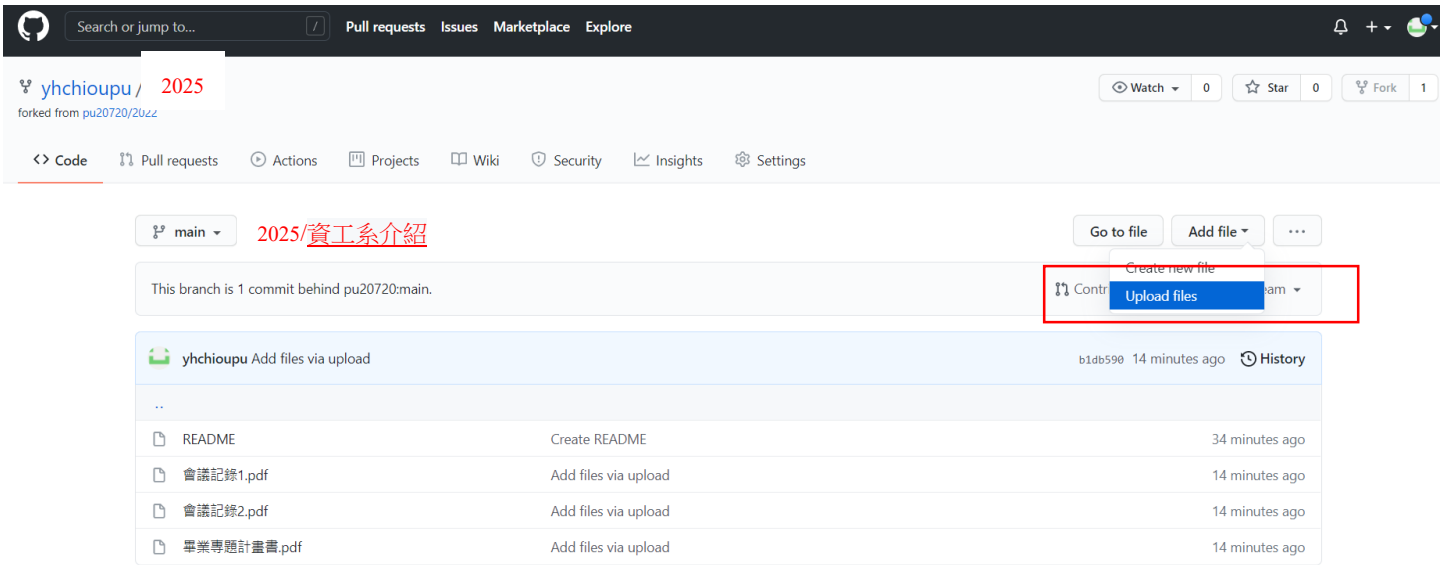 Search or jump to... / Pull requests Issues Marketplace Explore
yhchioupu / 2025
forked from pu20720/2022
Watch 0 Star 0 Fork 1
Code Pull requests Actions Projects Wiki Security Insights Settings
main 2025/資工系介紹 Go to file Add file ...
Create new file
This branch is 1 commit behind pu20720:main. Contr
Upload files
yhchioupu Add files via upload b1db590 14 minutes ago History
..
README Create README 34 minutes ago
會議記錄1.pdf Add files via upload 14 minutes ago
會議記錄2.pdf Add files via upload 14 minutes ago
畢業專題計畫書.pdf Add files via upload 14 minutes ago